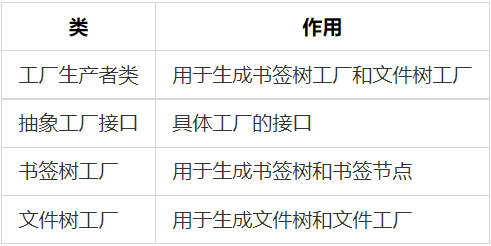 类 作用
工厂生产者类 用于生成书签树工厂和文件树工厂
抽象工厂接口 具体工厂的接口
书签树工厂 用于生成书签树和书签节点
文件树工厂 用于生成文件树和文件工厂